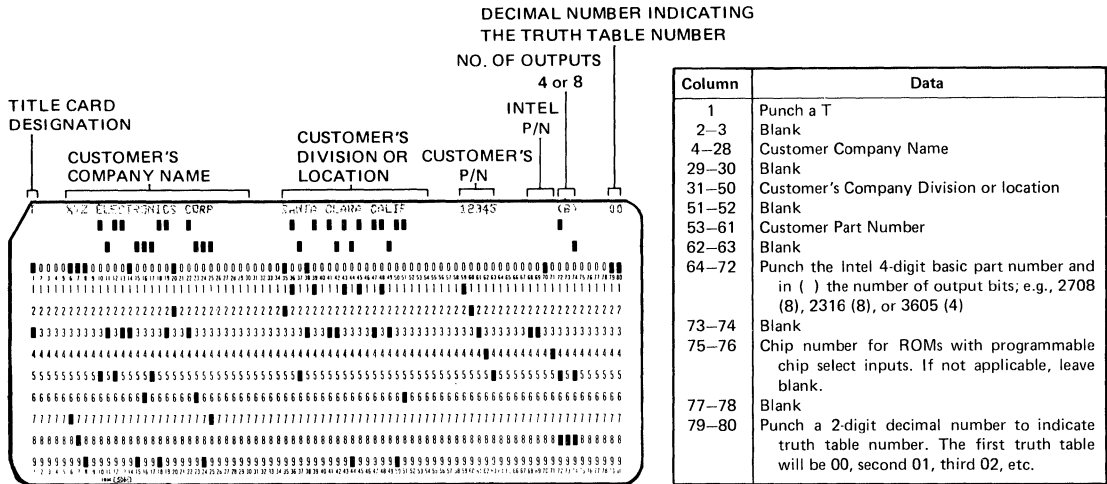 DECIMAL NUMBER INDICATING
THE TRUTH TABLE NUMBER
NO. OF OUTPUTS
4 or 8
INTEL
P/N
TITLE CARD
DESIGNATION
CUSTOMER'S
COMPANY NAME
CUSTOMER'S
DIVISION OR
LOCATION
CUSTOMER'S
P/N
T XYZ ELECTRONICS CORP SANTA CLARA CALIF 12345 (8) 00
Column Data
1 Punch a T
2–3 Blank
4–28 Customer Company Name
29–30 Blank
31–50 Customer's Company Division or location
51–52 Blank
53–61 Customer Part Number
62–63 Blank
64–72 Punch the Intel 4-digit basic part number and
in ( ) the number of output bits; e.g., 2708
(8), 2316 (8), or 3605 (4)
73–74 Blank
75–76 Chip number for ROMs with programmable
chip select inputs. If not applicable, leave
blank.
77–78 Blank
79–80 Punch a 2-digit decimal number to indicate
truth table number. The first truth table
will be 00, second 01, third 02, etc.